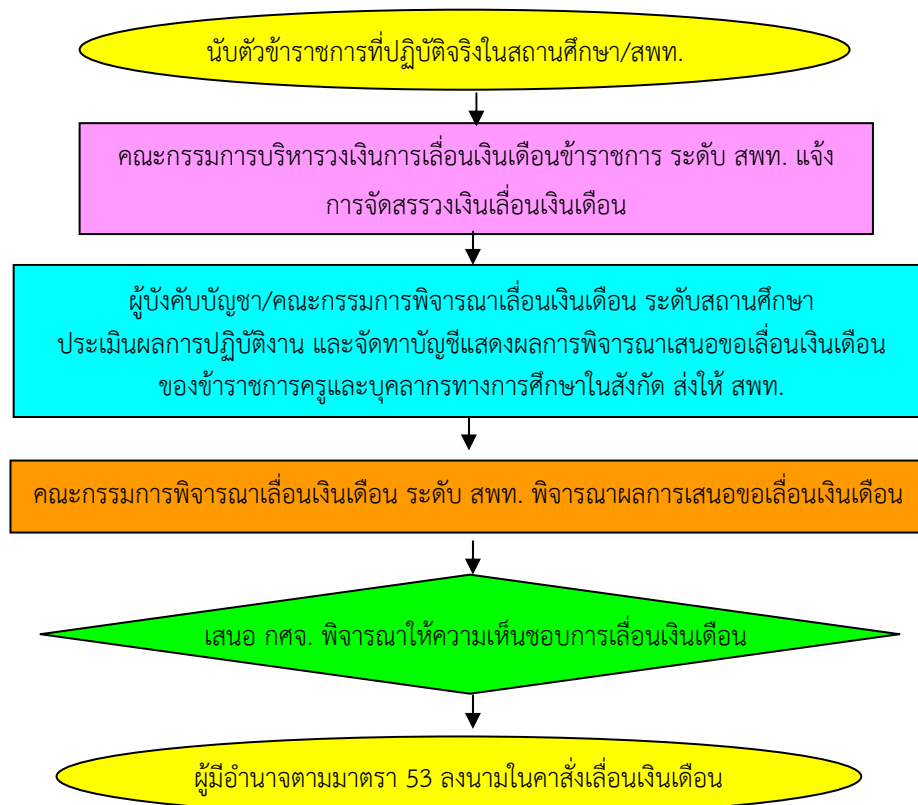 นับตัวข้าราชการที่ปฏิบัติจริงในสถานศึกษา/สพท.
คณะกรรมการบริหารวงเงินการเลื่อนเงินเดือนข้าราชการ ระดับ สพท. แจ้ง
การจัดสรรวงเงินเลื่อนเงินเดือน
ผู้บังคับบัญชา/คณะกรรมการพิจารณาเลื่อนเงินเดือน ระดับสถานศึกษา
ประเมินผลการปฏิบัติงาน และจัดทาบัญชีแสดงผลการพิจารณาเสนอขอเลื่อนเงินเดือน
ของข้าราชการครูและบุคลากรทางการศึกษาในสังกัด ส่งให้ สพท.
คณะกรรมการพิจารณาเลื่อนเงินเดือน ระดับ สพท. พิจารณาผลการเสนอขอเลื่อนเงินเดือน
เสนอ กศจ. พิจารณาให้ความเห็นชอบการเลื่อนเงินเดือน
ผู้มีอำนาจตามมาตรา 53 ลงนามในคาสั่งเลื่อนเงินเดือน